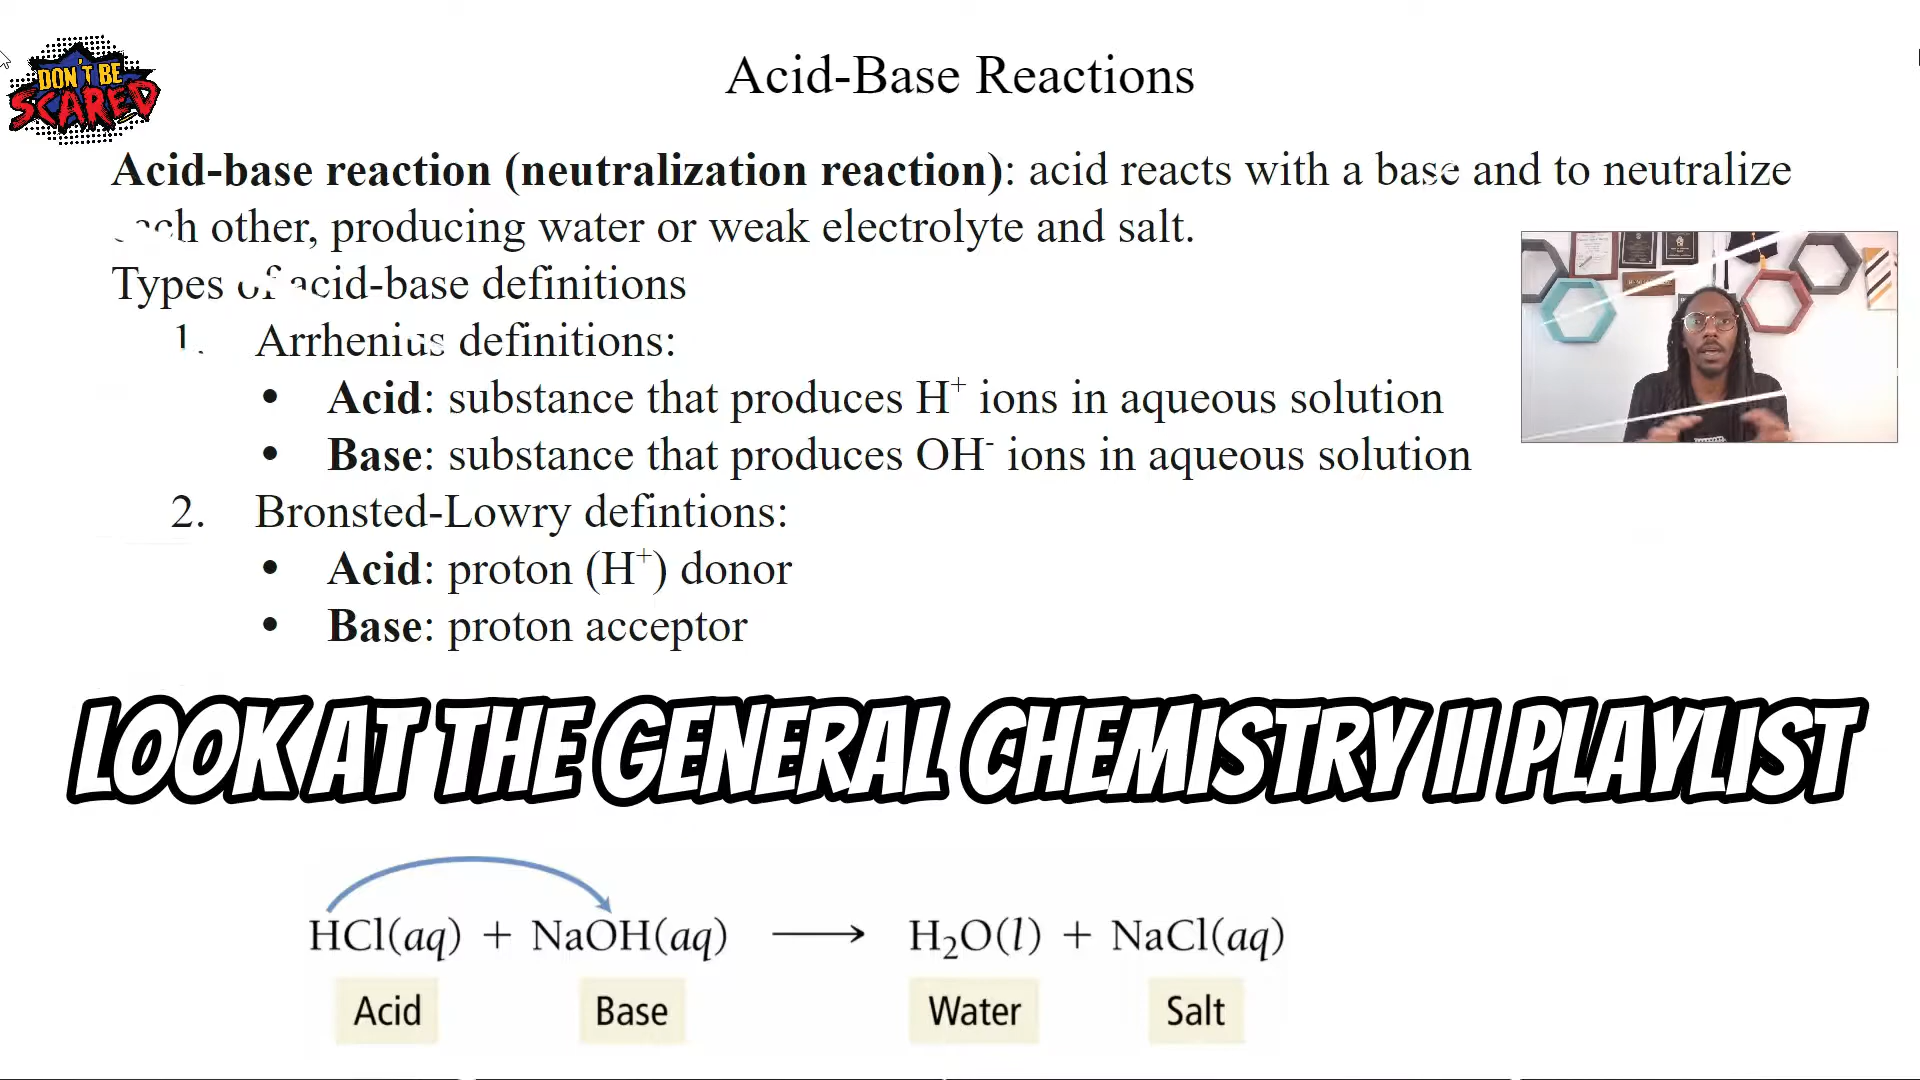 DON'T BE
SCARED
Acid-Base Reactions
Acid-base reaction (neutralization reaction): acid reacts with a base and to neutralize
each other, producing water or weak electrolyte and salt.
Types of acid-base definitions
1. Arrhenius definitions:
• Acid: substance that produces H⁺ ions in aqueous solution
• Base: substance that produces OH⁻ ions in aqueous solution
2. Bronsted-Lowry defintions:
• Acid: proton (H⁺) donor
• Base: proton acceptor
LOOK AT THE GENERAL CHEMISTRY II PLAYLIST
HCl(aq) + NaOH(aq) ⟶ H₂O(l) + NaCl(aq)
Acid Base Water Salt